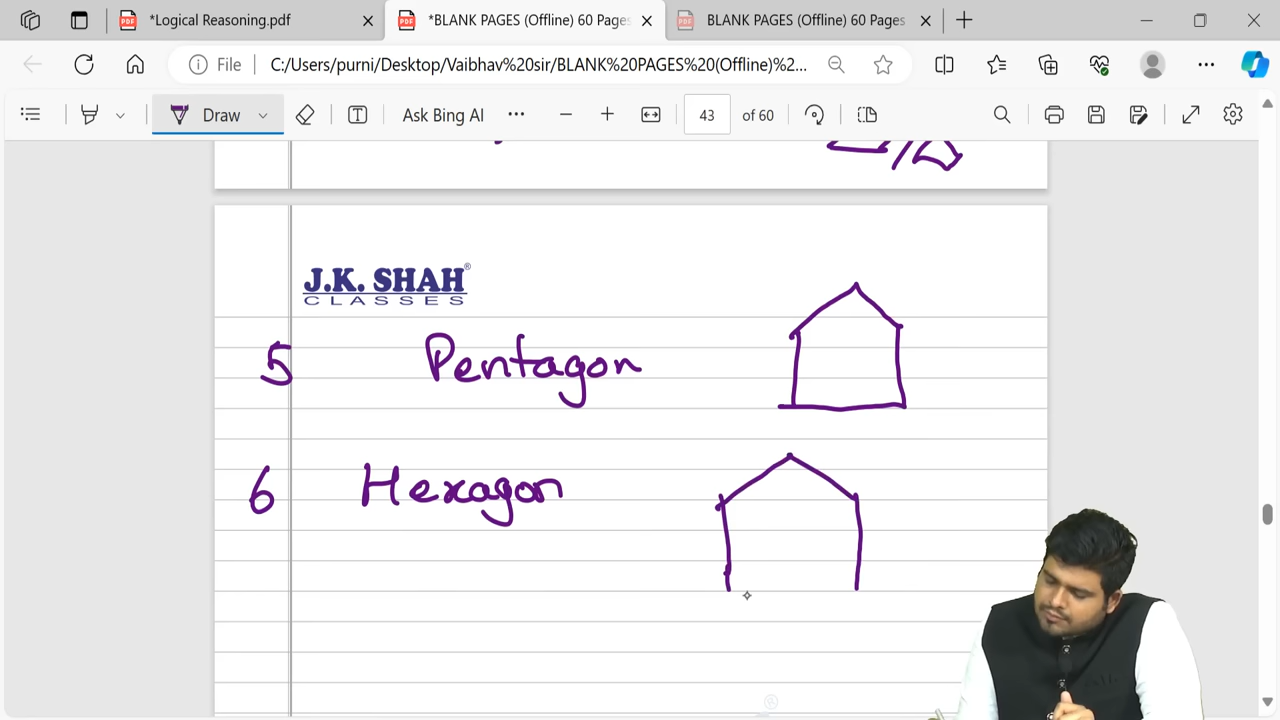 *Logical Reasoning.pdf
*BLANK PAGES (Offline) 60 Pages
BLANK PAGES (Offline) 60 Pages
File
C:/Users/purni/Desktop/Vaibhav%20sir/BLANK%20PAGES%20(Offline)%2...
Draw
Ask Bing AI
43 of 60
J.K. SHAH®
CLASSES
5 Pentagon
6 Hexagon